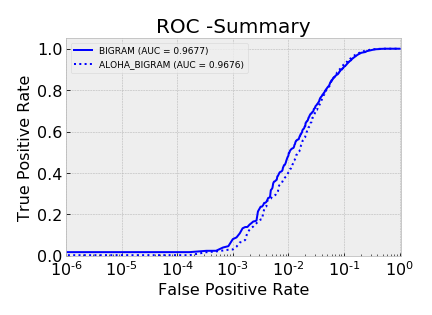 ROC -Summary
BIGRAM (AUC = 0.9677)
ALOHA_BIGRAM (AUC = 0.9676)
True Positive Rate
1.0
0.8
0.6
0.4
0.2
0.0
10⁻⁶ 10⁻⁵ 10⁻⁴ 10⁻³ 10⁻² 10⁻¹ 10⁰
False Positive Rate